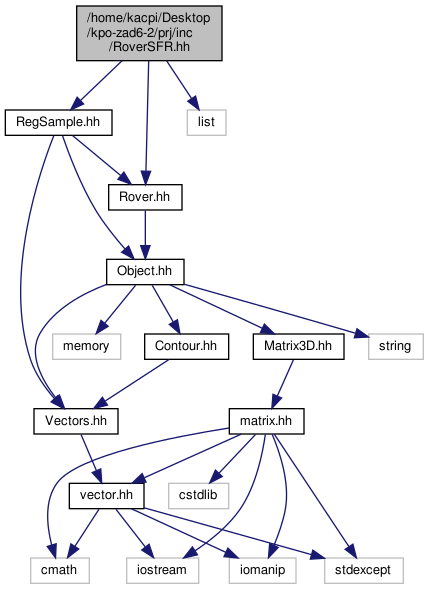 /home/kacpi/Desktop
/kpo-zad6-2/prj/inc
/RoverSFR.hh
RegSample.hh
list
Rover.hh
Object.hh
memory
Contour.hh
Matrix3D.hh
string
Vectors.hh
matrix.hh
vector.hh
cstdlib
cmath
iostream
iomanip
stdexcept